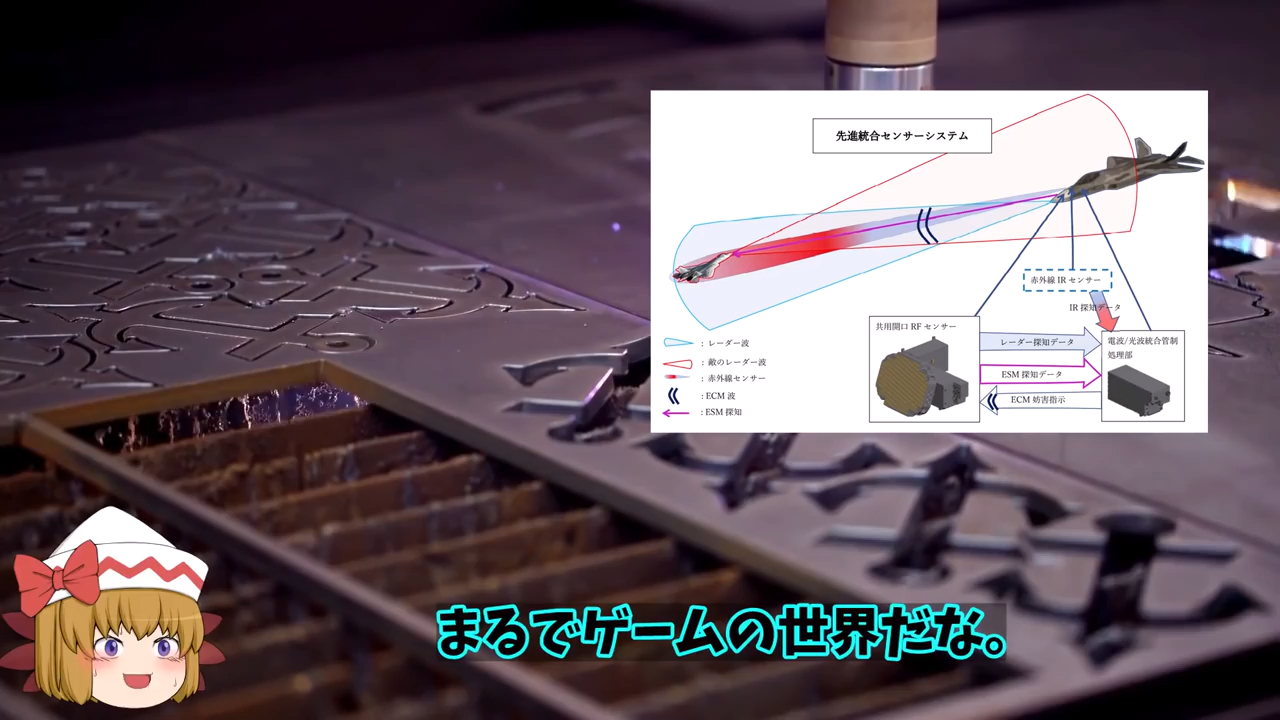 先進統合センサーシステム
赤外線 IR センサー
IR 探知データ
共用開口 RF センサー
レーダー探知データ
電波/光波統合管制
処理部
ESM 探知データ
ECM 妨害指示
：レーダー波
：敵のレーダー波
：赤外線センサー
：ECM 波
：ESM 探知
まるでゲームの世界だな。